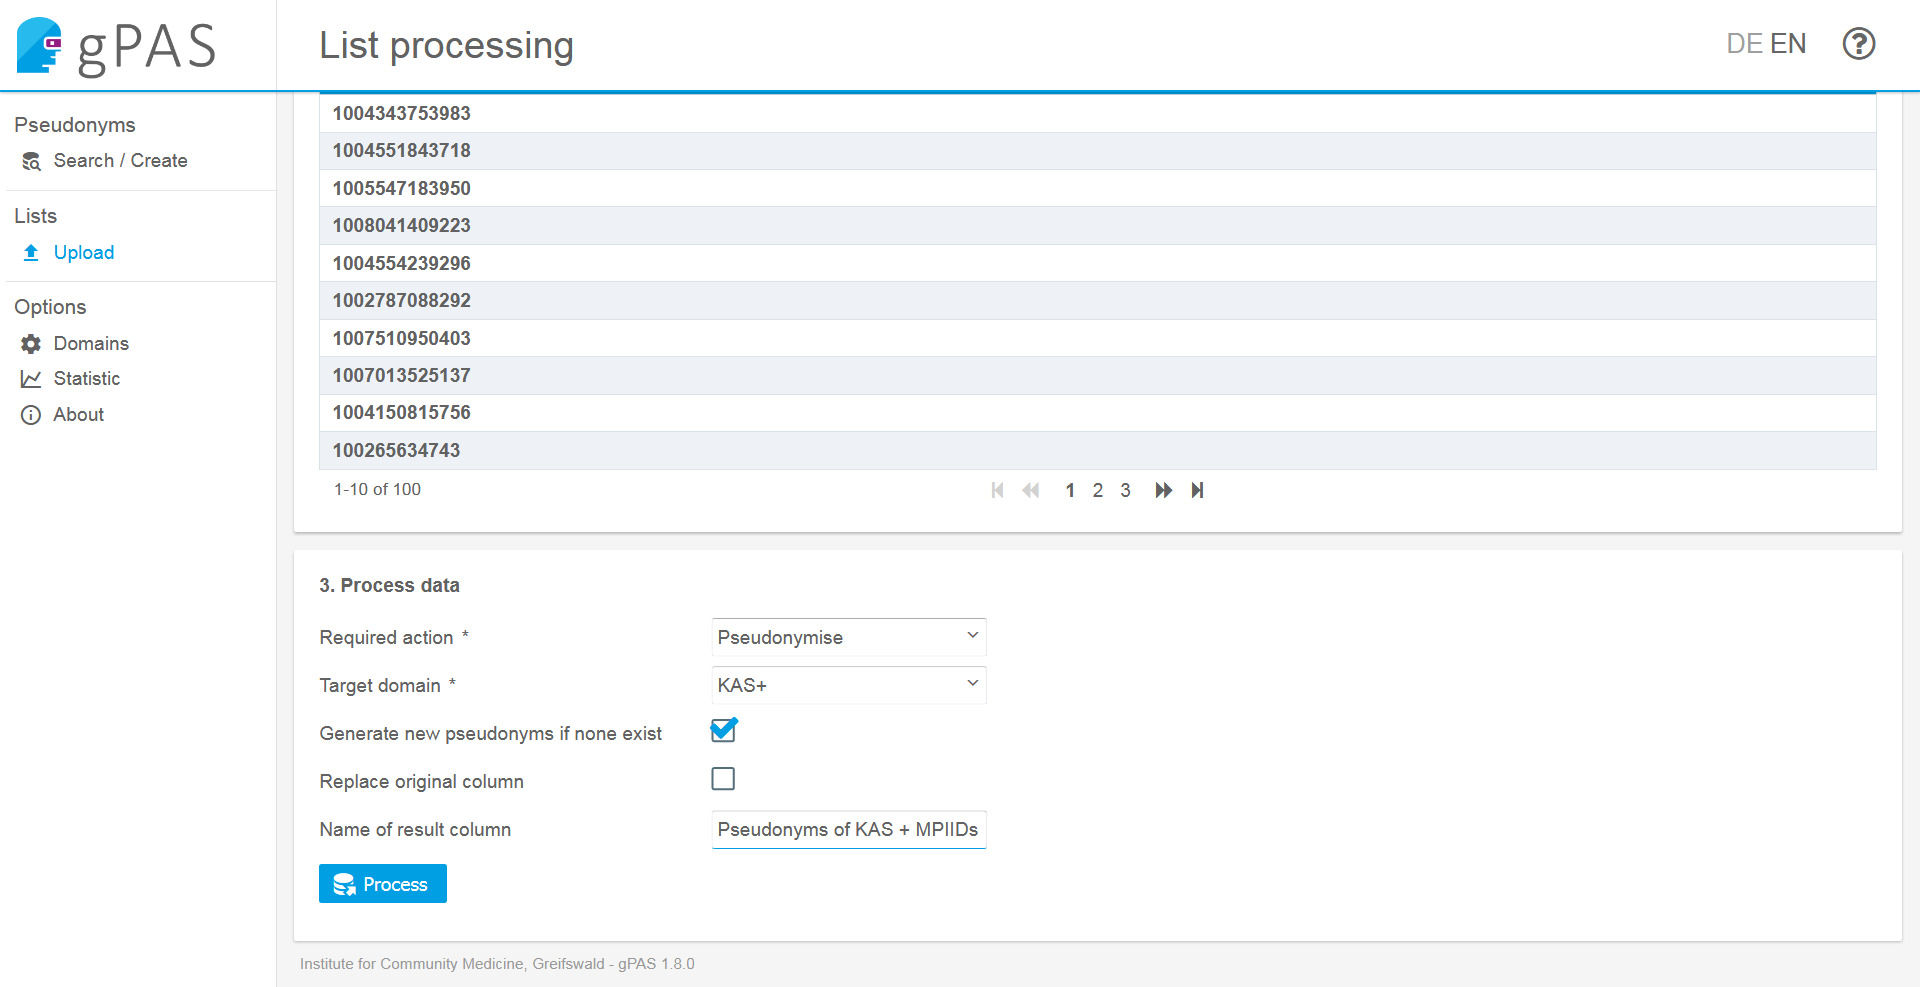 gPAS
List processing
DE EN
Pseudonyms
Search / Create
Lists
Upload
Options
Domains
Statistic
About
1004343753983
1004551843718
1005547183950
1008041409223
1004554239296
1002787088292
1007510950403
1007013525137
1004150815756
100265634743
1-10 of 100
1 2 3
3. Process data
Required action *
Pseudonymise
Target domain *
KAS+
Generate new pseudonyms if none exist
Replace original column
Name of result column
Pseudonyms of KAS + MPIIDs
Process
Institute for Community Medicine, Greifswald - gPAS 1.8.0